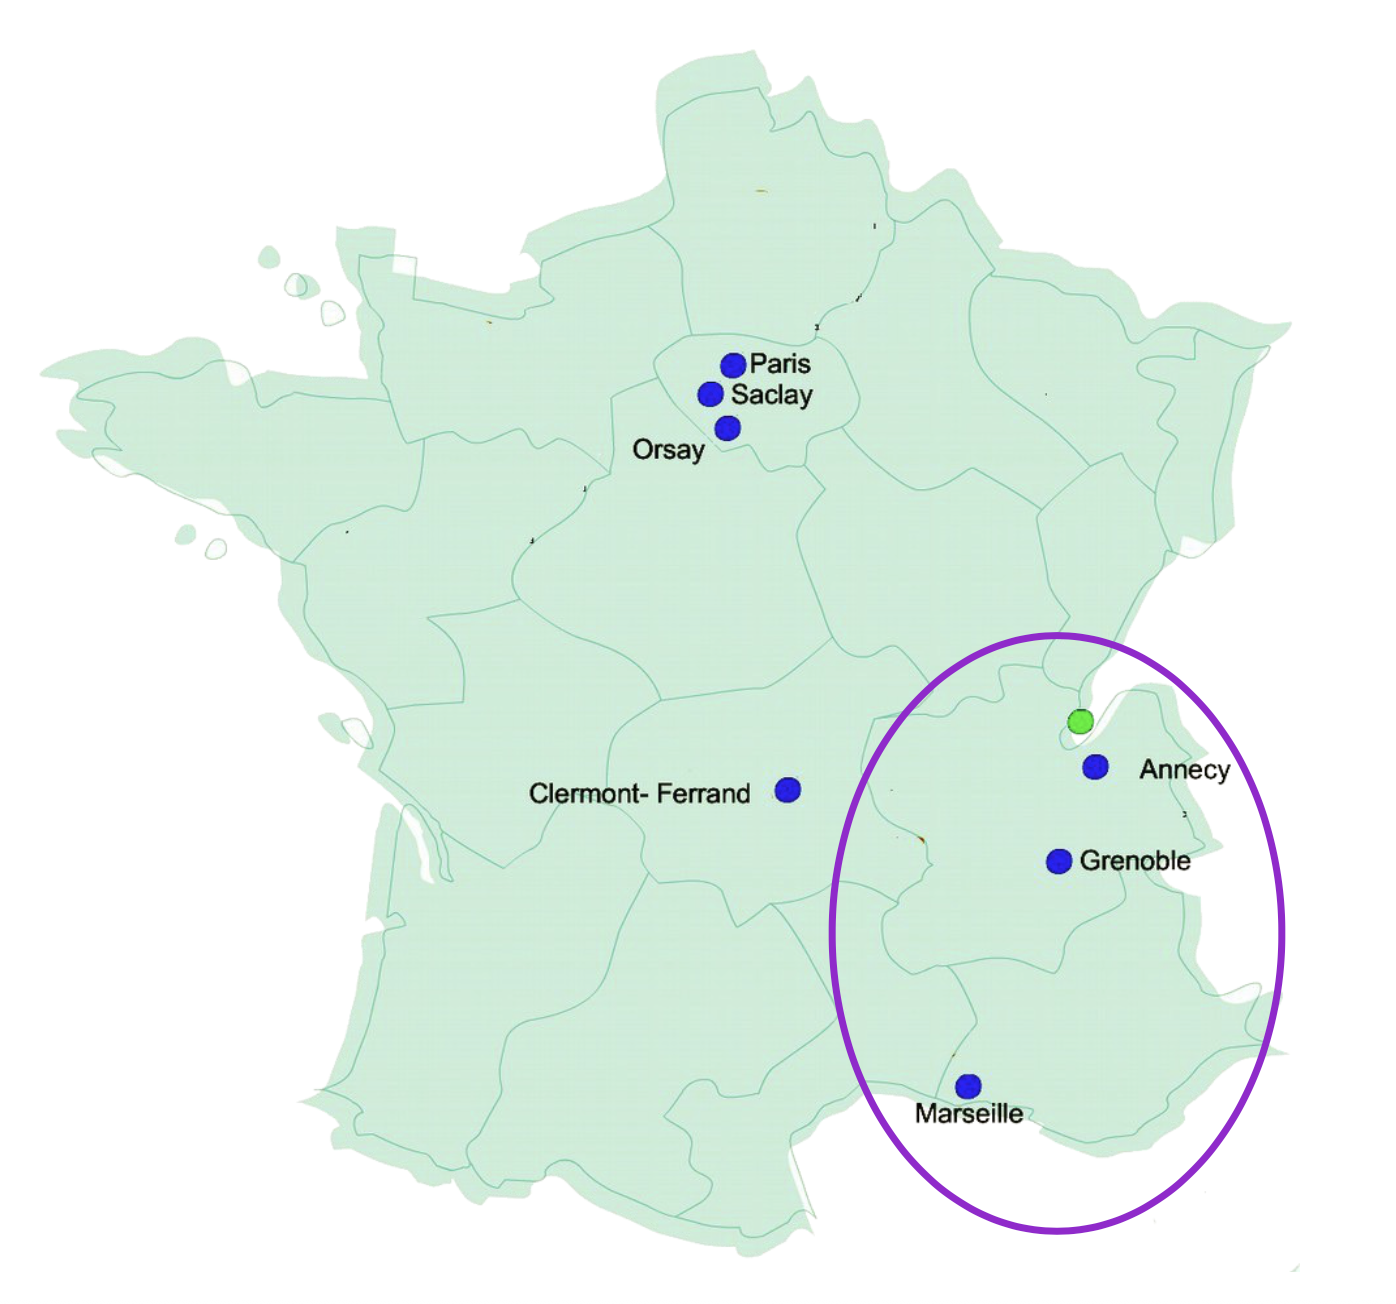 Paris
Saclay
Orsay
Annecy
Clermont- Ferrand
Grenoble
Marseille